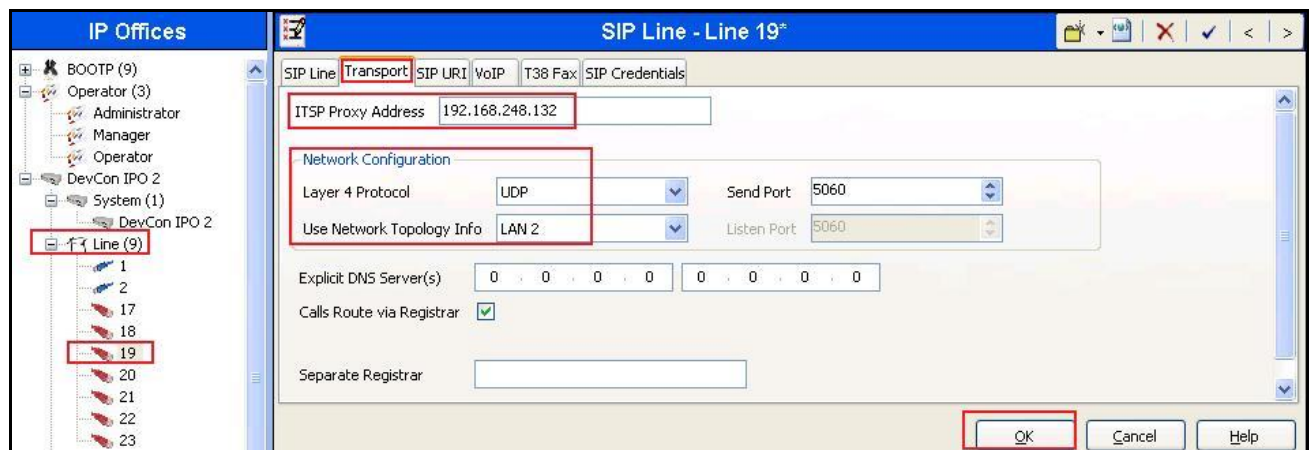 IP Offices
BOOTP (9)
Operator (3)
Administrator
Manager
Operator
DevCon IPO 2
System (1)
DevCon IPO 2
Line (9)
1
2
17
18
19
20
21
22
23
SIP Line - Line 19*
SIP Line Transport SIP URI VoIP T38 Fax SIP Credentials
ITSP Proxy Address 192.168.248.132
Network Configuration
Layer 4 Protocol UDP Send Port 5060
Use Network Topology Info LAN 2 Listen Port 5060
Explicit DNS Server(s) 0 . 0 . 0 . 0 0 . 0 . 0 . 0
Calls Route via Registrar
Separate Registrar
OK Cancel Help